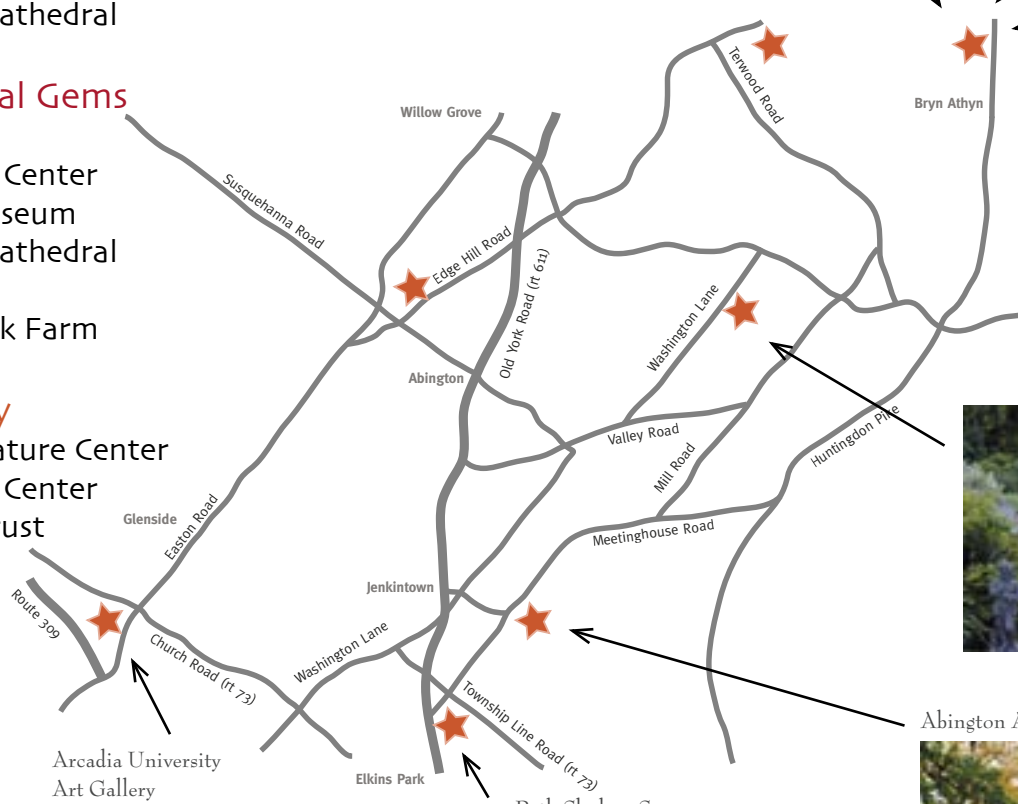 athedral
al Gems
Center
seum
athedral
k Farm
y
ature Center
Center
rust
Willow Grove
Terwood Road
Bryn Athyn
Susquehanna Road
Edge Hill Road
Old York Road (rt 611)
Washington Lane
Abington
Valley Road
Huntingdon Pike
Mill Road
Glenside
Easton Road
Meetinghouse Road
Jenkintown
Route 309
Church Road (rt 73)
Washington Lane
Township Line Road (rt 73)
Abington A
Arcadia University
Art Gallery
Elkins Park